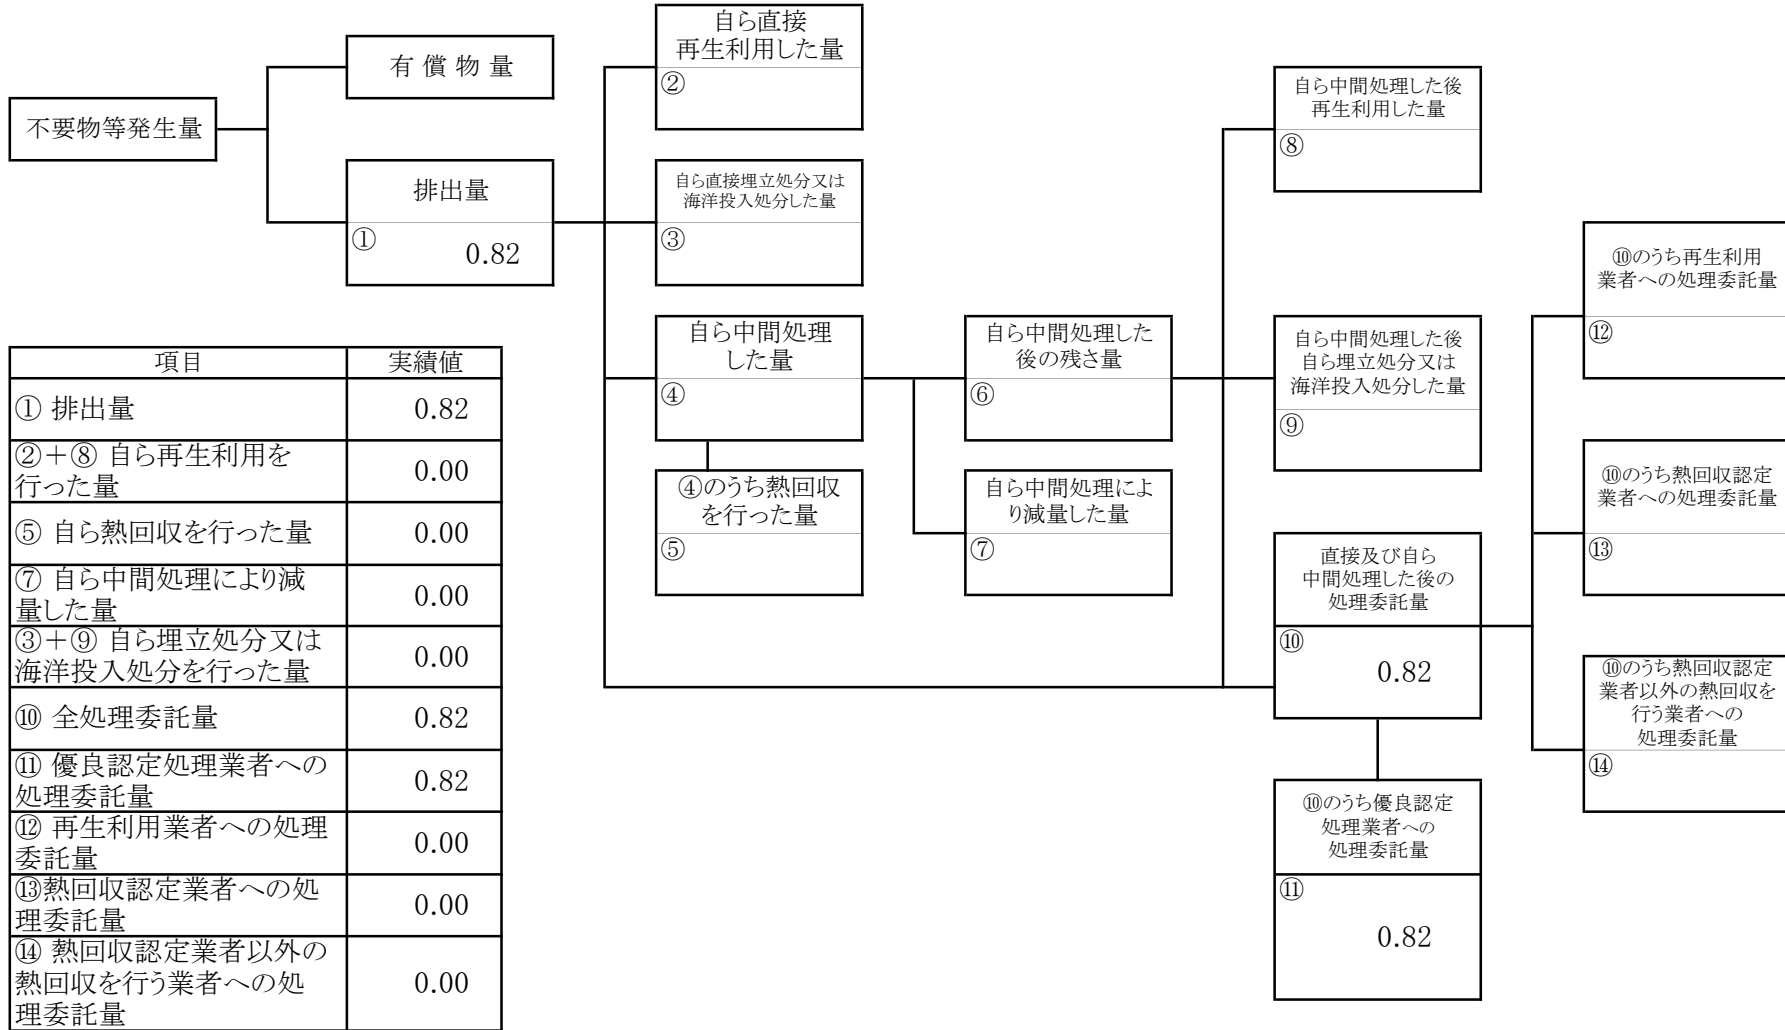 不要物等発生量
有 償 物 量
排出量
①
0.82
自ら直接
再生利用した量
②
自ら直接埋立処分又は
海洋投入処分した量
③
自ら中間処理
した量
④
④のうち熱回収
を行った量
⑤
自ら中間処理した
後の残さ量
⑥
自ら中間処理によ
り減量した量
⑦
自ら中間処理した後
再生利用した量
⑧
自ら中間処理した後
自ら埋立処分又は
海洋投入処分した量
⑨
直接及び自ら
中間処理した後の
処理委託量
⑩
0.82
⑩のうち優良認定
処理業者への
処理委託量
⑪
0.82
⑩のうち再生利用
業者への処理委託量
⑫
⑩のうち熱回収認定
業者への処理委託量
⑬
⑩のうち熱回収認定
業者以外の熱回収を
行う業者への
処理委託量
⑭
項目 実績値
① 排出量 0.82
②＋⑧ 自ら再生利用を
行った量 0.00
⑤ 自ら熱回収を行った量 0.00
⑦ 自ら中間処理により減
量した量 0.00
③＋⑨ 自ら埋立処分又は
海洋投入処分を行った量 0.00
⑩ 全処理委託量 0.82
⑪ 優良認定処理業者への
処理委託量 0.82
⑫ 再生利用業者への処理
委託量 0.00
⑬熱回収認定業者への処
理委託量 0.00
⑭ 熱回収認定業者以外の
熱回収を行う業者への処
理委託量 0.00